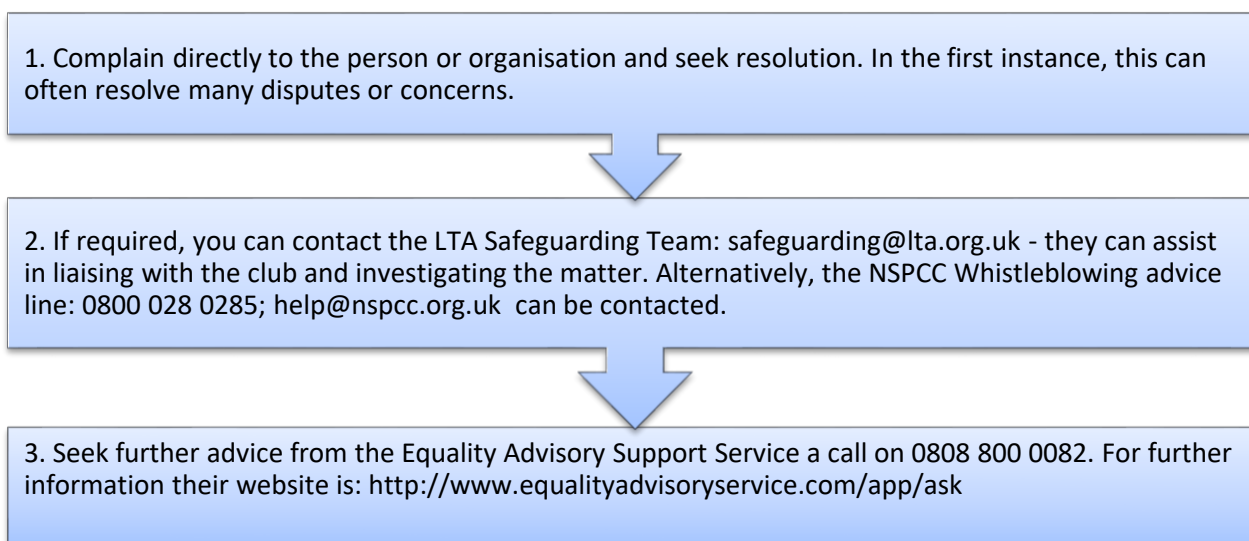 1. Complain directly to the person or organisation and seek resolution. In the first instance, this can
often resolve many disputes or concerns.
2. If required, you can contact the LTA Safeguarding Team: safeguarding@lta.org.uk - they can assist
in liaising with the club and investigating the matter. Alternatively, the NSPCC Whistleblowing advice
line: 0800 028 0285; help@nspcc.org.uk  can be contacted.
3. Seek further advice from the Equality Advisory Support Service a call on 0808 800 0082. For further
information their website is: http://www.equalityadvisoryservice.com/app/ask